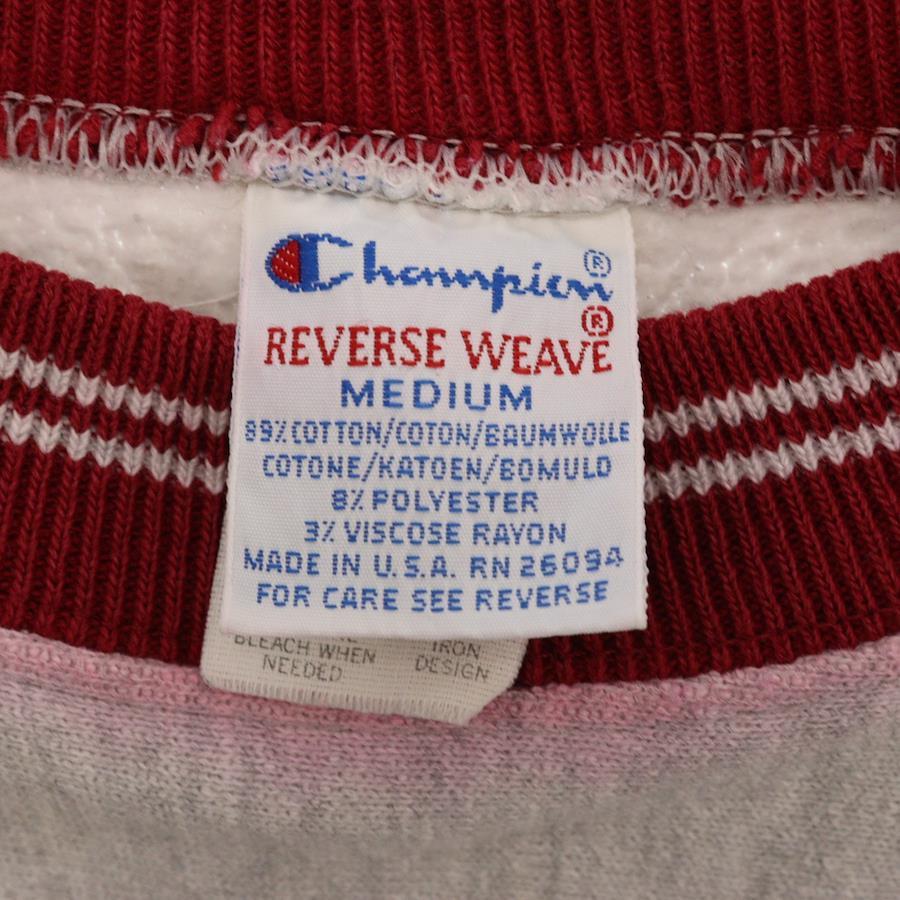 Champion®
REVERSE WEAVE®
MEDIUM
89% COTTON/COTON/BAUMWOLLE
COTONE/KATOEN/BOMULD
8% POLYESTER
3% VISCOSE RAYON
MADE IN U.S.A. RN 26094
FOR CARE SEE REVERSE
BLEACH WHEN IRON
NEEDED DESIGN